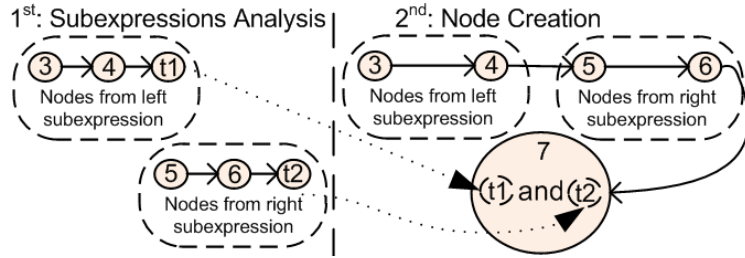 1st: Subexpressions Analysis
3 4 t1
Nodes from left
subexpression
5 6 t2
Nodes from right
subexpression
2nd: Node Creation
3 4 5 6
Nodes from left
subexpression
Nodes from right
subexpression
7
t1 and t2